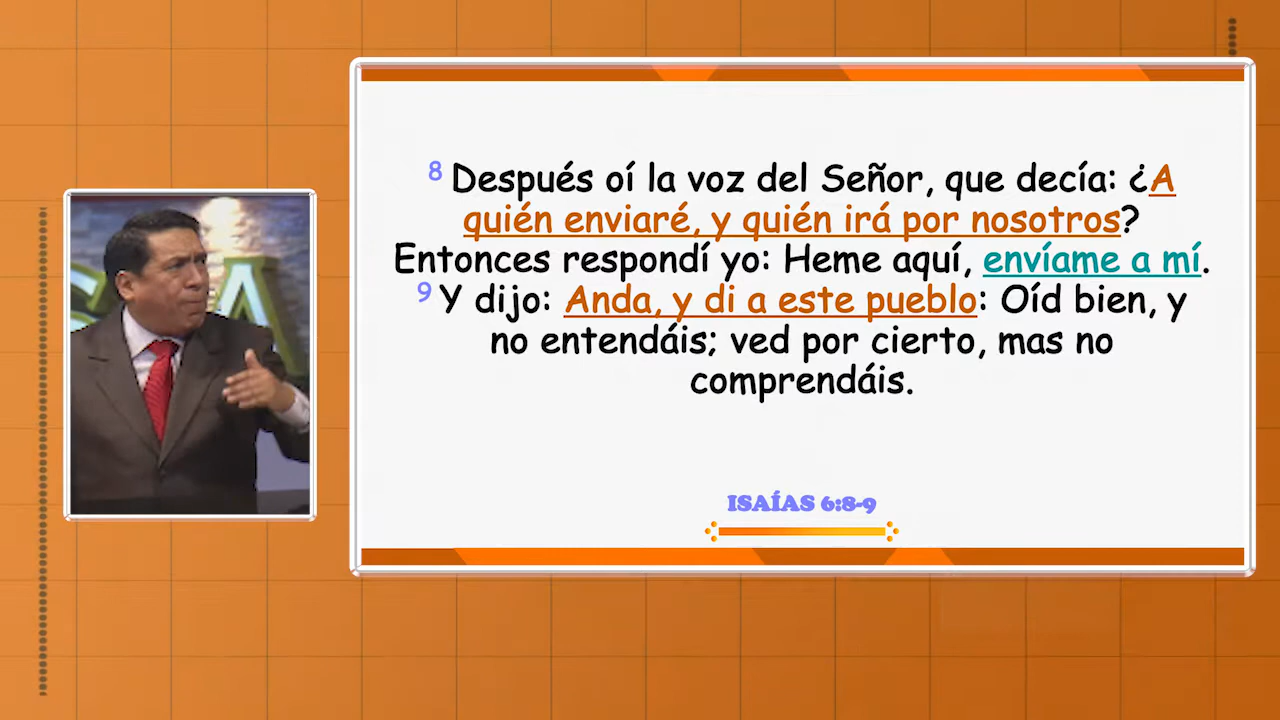 8 Después oí la voz del Señor, que decía: ¿A
quién enviaré, y quién irá por nosotros?
Entonces respondí yo: Heme aquí, envíame a mí.
9 Y dijo: Anda, y di a este pueblo: Oíd bien, y
no entendáis; ved por cierto, mas no
comprendáis.
ISAÍAS 6:8-9